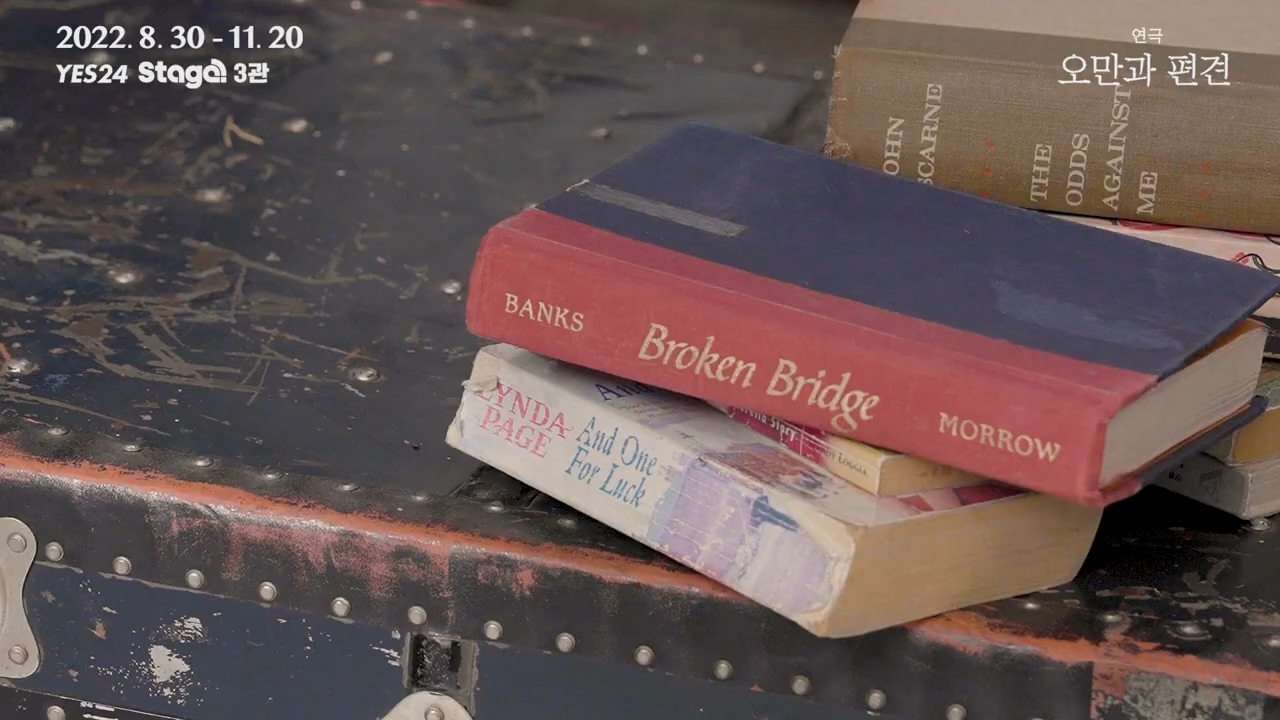 2022. 8. 30 - 11. 20
YES24 Stage 3관
연극
오만과 편견
JOHN
SCARNE
THE
ODDS
AGAINST
ME
BANKS
Broken Bridge
MORROW
LYNDA
PAGE
And One
For Luck